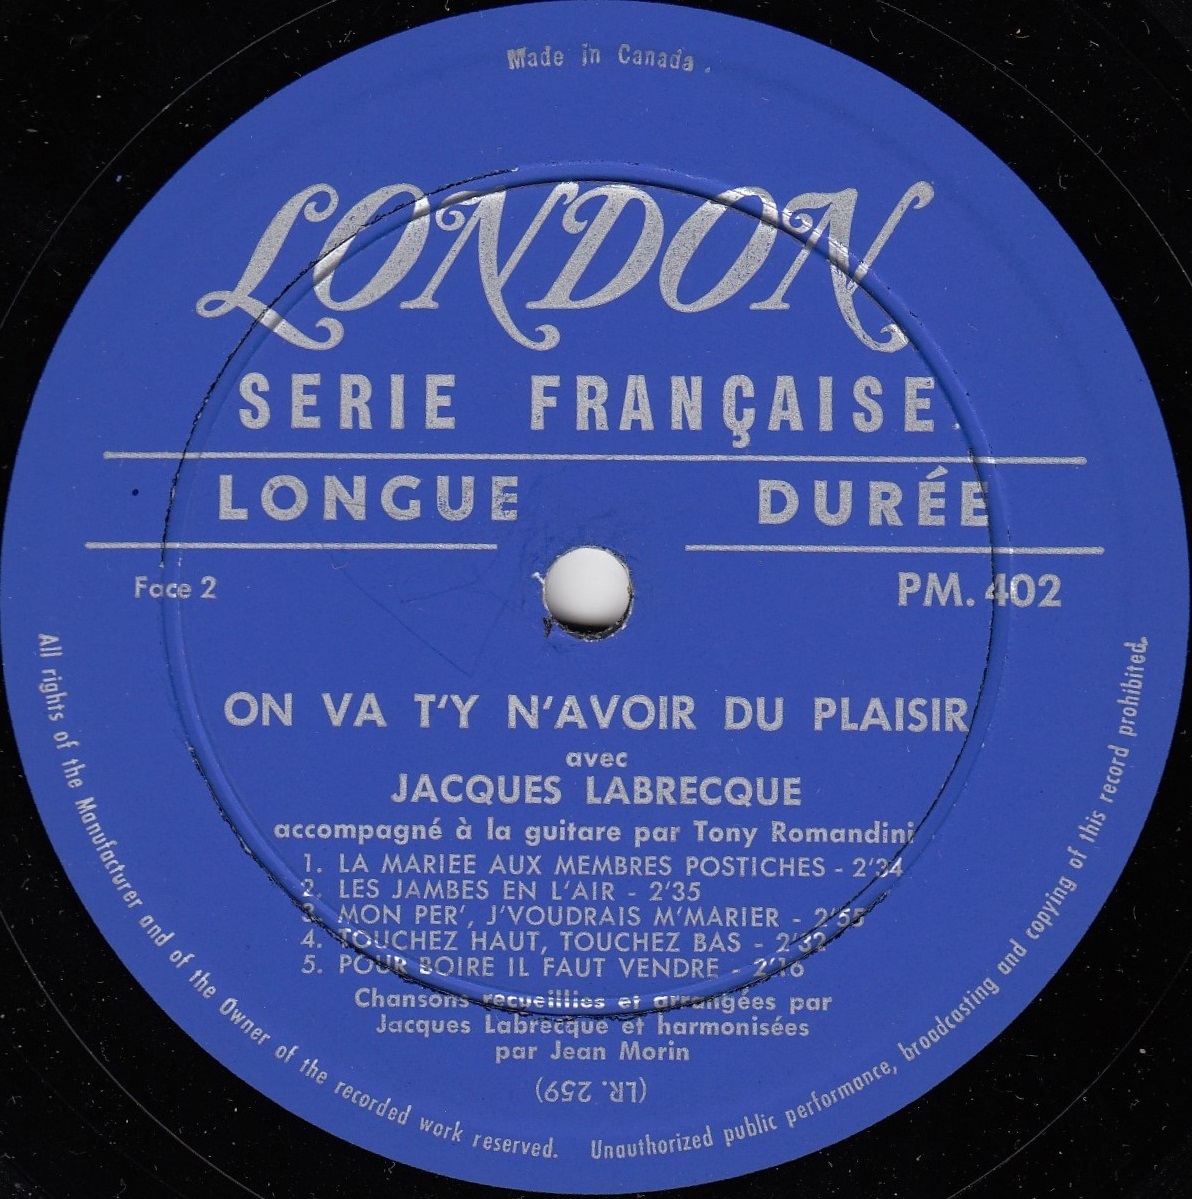 Made in Canada.
LONDON
SERIE FRANÇAISE.
LONGUE DURÉE
Face 2 PM. 402
ON VA T'Y N'AVOIR DU PLAISIR
avec
JACQUES LABRECQUE
accompagné à la guitare par Tony Romandini
1. LA MARIEE AUX MEMBRES POSTICHES - 2'34
2. LES JAMBES EN L'AIR - 2'35
3. MON PER', J'VOUDRAIS M'MARIER - 2'55
4. TOUCHEZ HAUT, TOUCHEZ BAS - 2'32
5. POUR BOIRE IL FAUT VENDRE - 2'16
Chansons recueillies et arrangées par
Jacques Labrecque et harmonisées
par Jean Morin
(LR. 259)
All rights of the Manufacturer and of the Owner of the recorded work reserved. Unauthorized public performance, broadcasting and copying of this record prohibited.